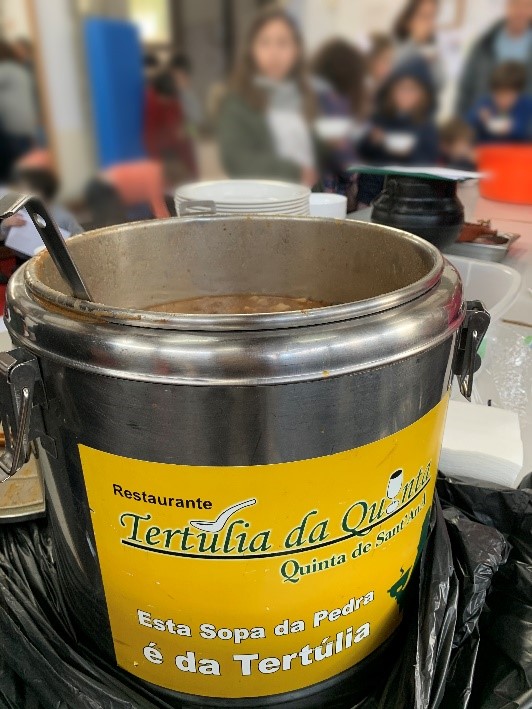 Restaurante
Tertúlia da Quinta
Quinta de Sant'Ana
Esta Sopa da Pedra
é da Tertúlia